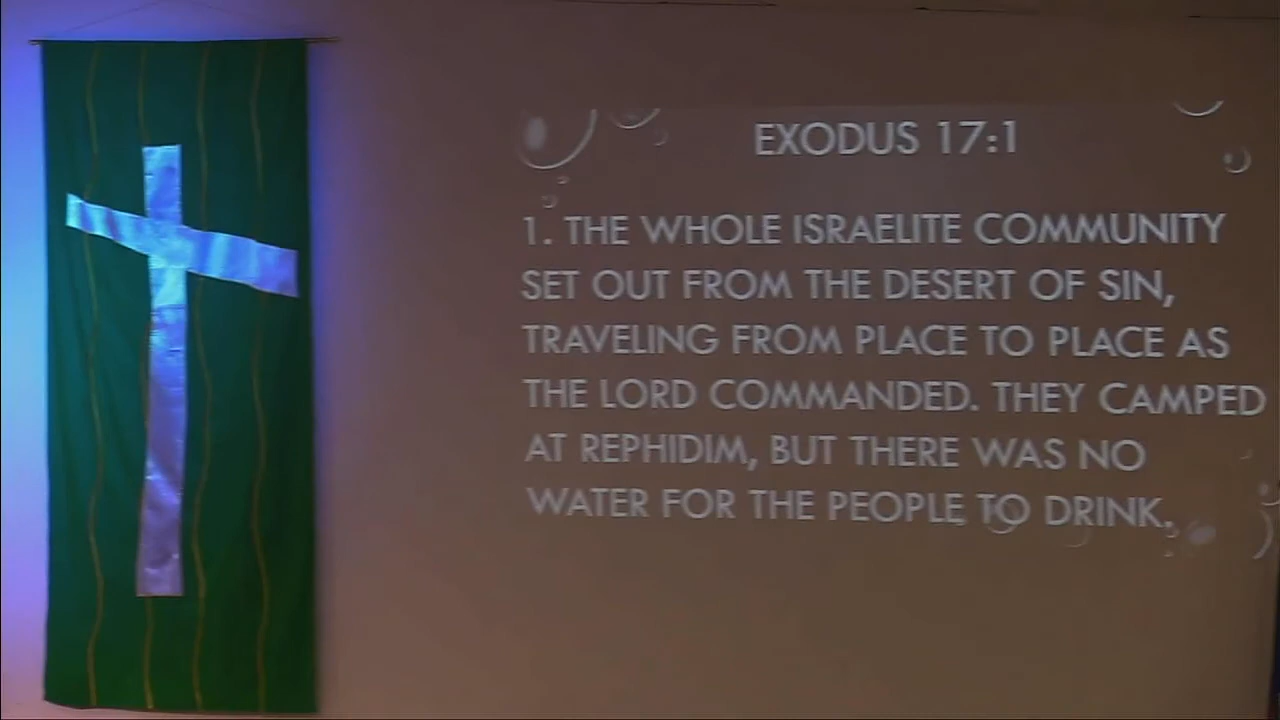 EXODUS 17:1
1. THE WHOLE ISRAELITE COMMUNITY
SET OUT FROM THE DESERT OF SIN,
TRAVELING FROM PLACE TO PLACE AS
THE LORD COMMANDED. THEY CAMPED
AT REPHIDIM, BUT THERE WAS NO
WATER FOR THE PEOPLE TO DRINK.